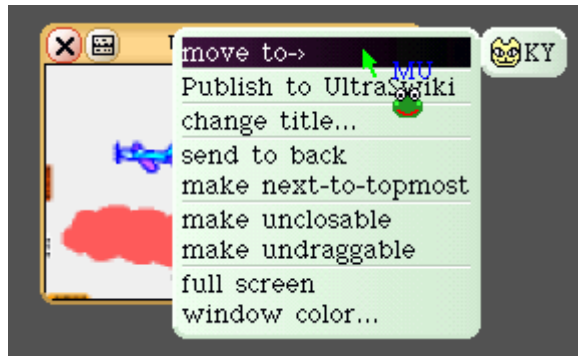 move to->
KY
MU
Publish to UltraSwiki
change title...
send to back
make next-to-topmost
make unclosable
make undraggable
full screen
window color...